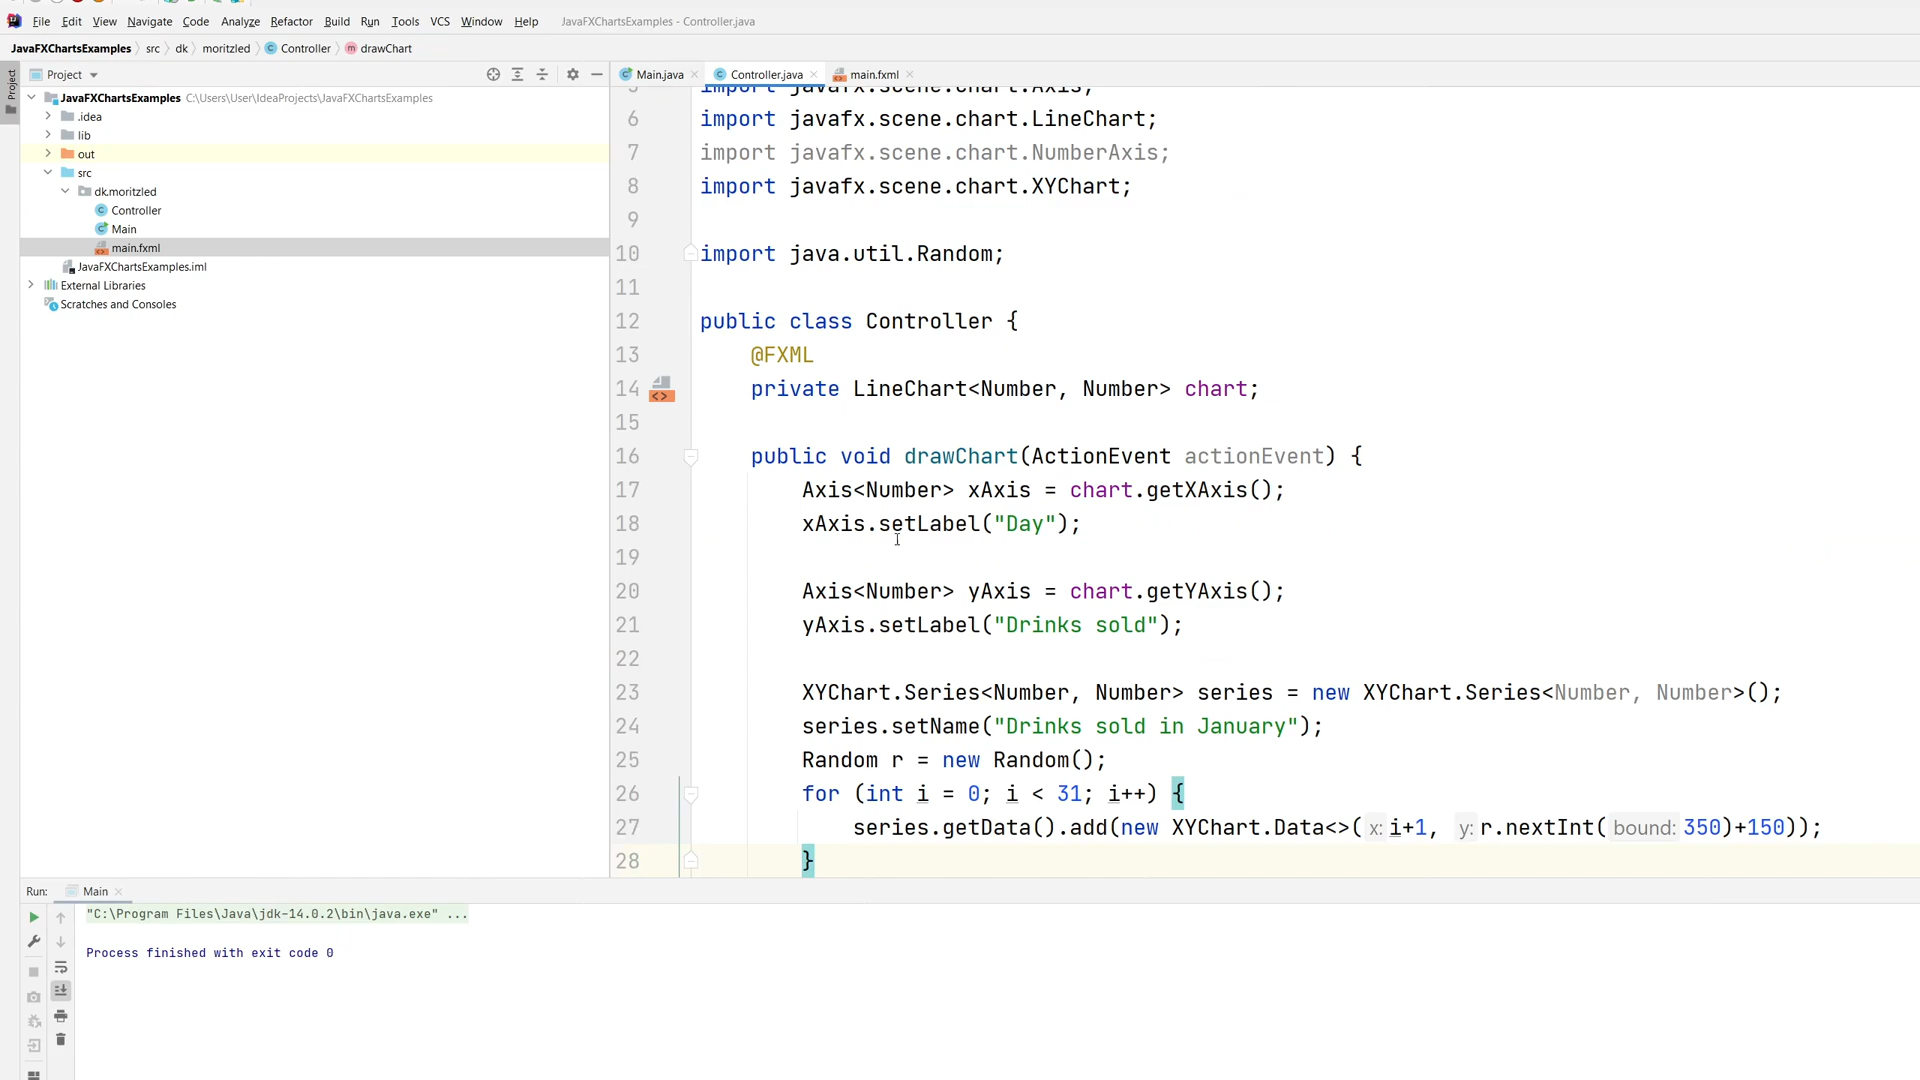 File Edit View Navigate Code Analyze Refactor Build Run Tools VCS Window Help JavaFXChartsExamples - Controller.java
JavaFXChartsExamples src dk moritzled Controller drawChart
Project
Project
Main.java Controller.java main.fxml
JavaFXChartsExamples C:\Users\User\IdeaProjects\JavaFXChartsExamples
.idea
lib
out
src
dk.moritzled
Controller
Main
main.fxml
JavaFXChartsExamples.iml
External Libraries
Scratches and Consoles
5 import javafx.scene.chart.Axis;
6 import javafx.scene.chart.LineChart;
7 import javafx.scene.chart.NumberAxis;
8 import javafx.scene.chart.XYChart;
9
10 import java.util.Random;
11
12 public class Controller {
13 @FXML
14 private LineChart<Number, Number> chart;
15
16 public void drawChart(ActionEvent actionEvent) {
17 Axis<Number> xAxis = chart.getXAxis();
18 xAxis.setLabel("Day");
19
20 Axis<Number> yAxis = chart.getYAxis();
21 yAxis.setLabel("Drinks sold");
22
23 XYChart.Series<Number, Number> series = new XYChart.Series<Number, Number>();
24 series.setName("Drinks sold in January");
25 Random r = new Random();
26 for (int i = 0; i < 31; i++) {
27 series.getData().add(new XYChart.Data<>( x: i+1, y: r.nextInt( bound: 350)+150));
28 }
Run: Main
"C:\Program Files\Java\jdk-14.0.2\bin\java.exe" ...
Process finished with exit code 0